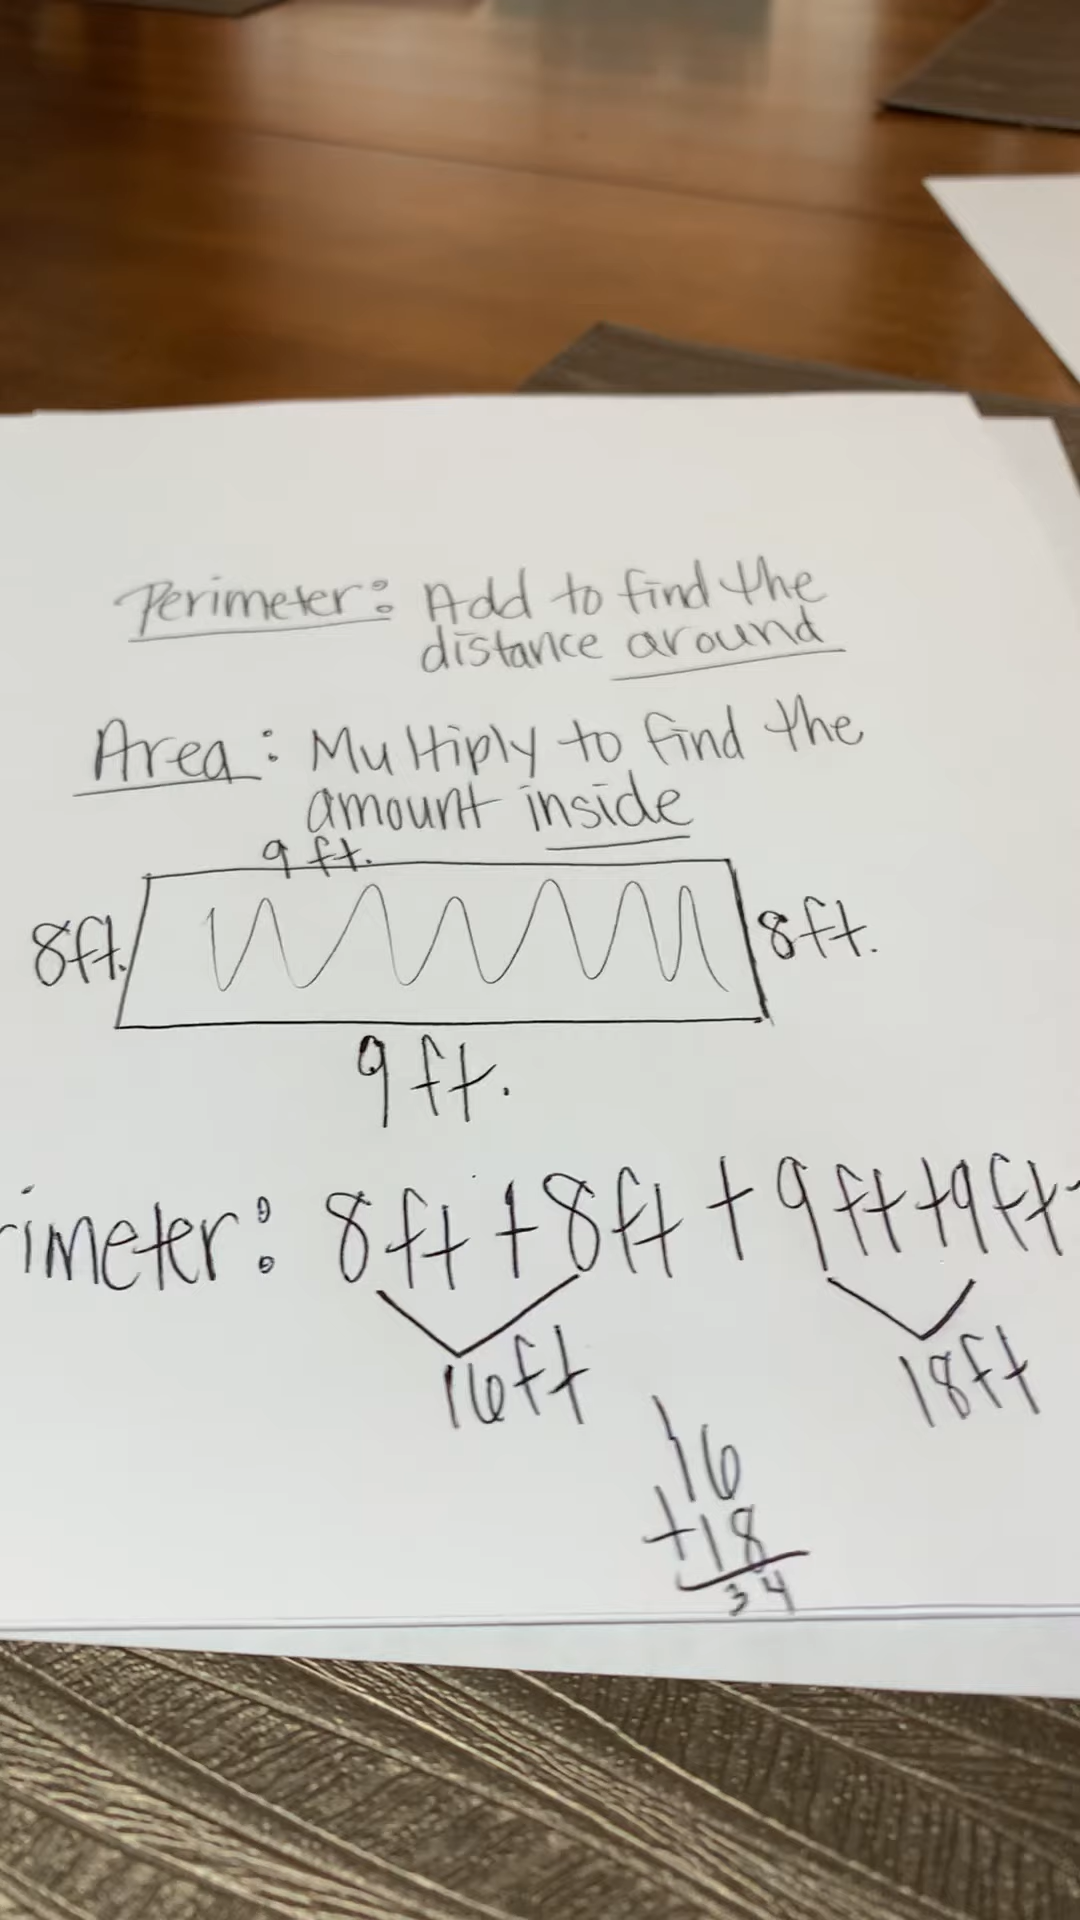 Perimeter: Add to find the
distance around
Area: Multiply to find the
amount inside
9 ft.
8ft.
8ft.
9 ft.
rimeter: 8ft + 8ft + 9ft + 9ft
16ft
18ft
16
+18
34